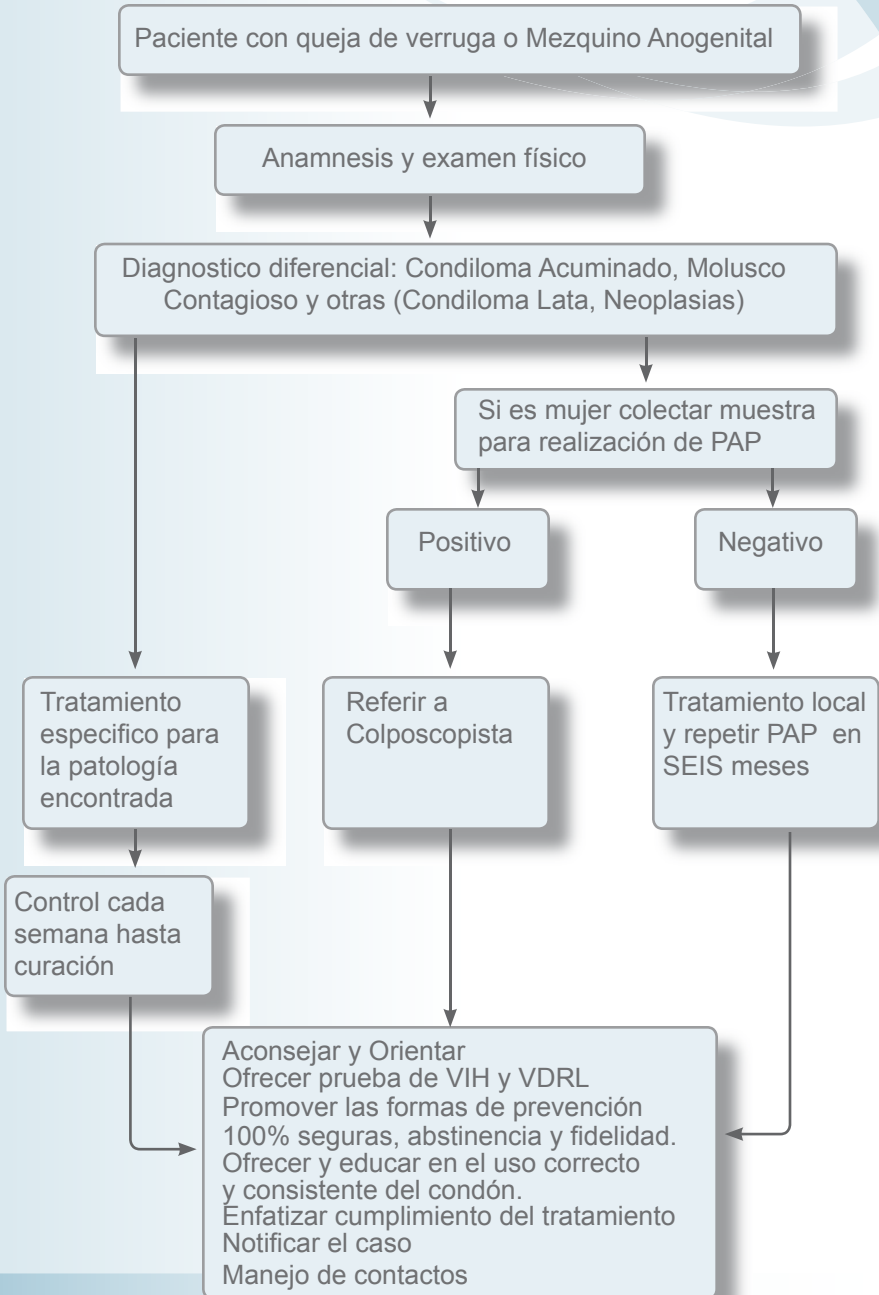 Paciente con queja de verruga o Mezquino Anogenital
Anamnesis y examen físico
Diagnostico diferencial: Condiloma Acuminado, Molusco
Contagioso y otras (Condiloma Lata, Neoplasias)
Si es mujer colectar muestra
para realización de PAP
Positivo
Negativo
Tratamiento
especifico para
la patología
encontrada
Referir a
Colposcopista
Tratamiento local
y repetir PAP en
SEIS meses
Control cada
semana hasta
curación
Aconsejar y Orientar
Ofrecer prueba de VIH y VDRL
Promover las formas de prevención
100% seguras, abstinencia y fidelidad.
Ofrecer y educar en el uso correcto
y consistente del condón.
Enfatizar cumplimiento del tratamiento
Notificar el caso
Manejo de contactos